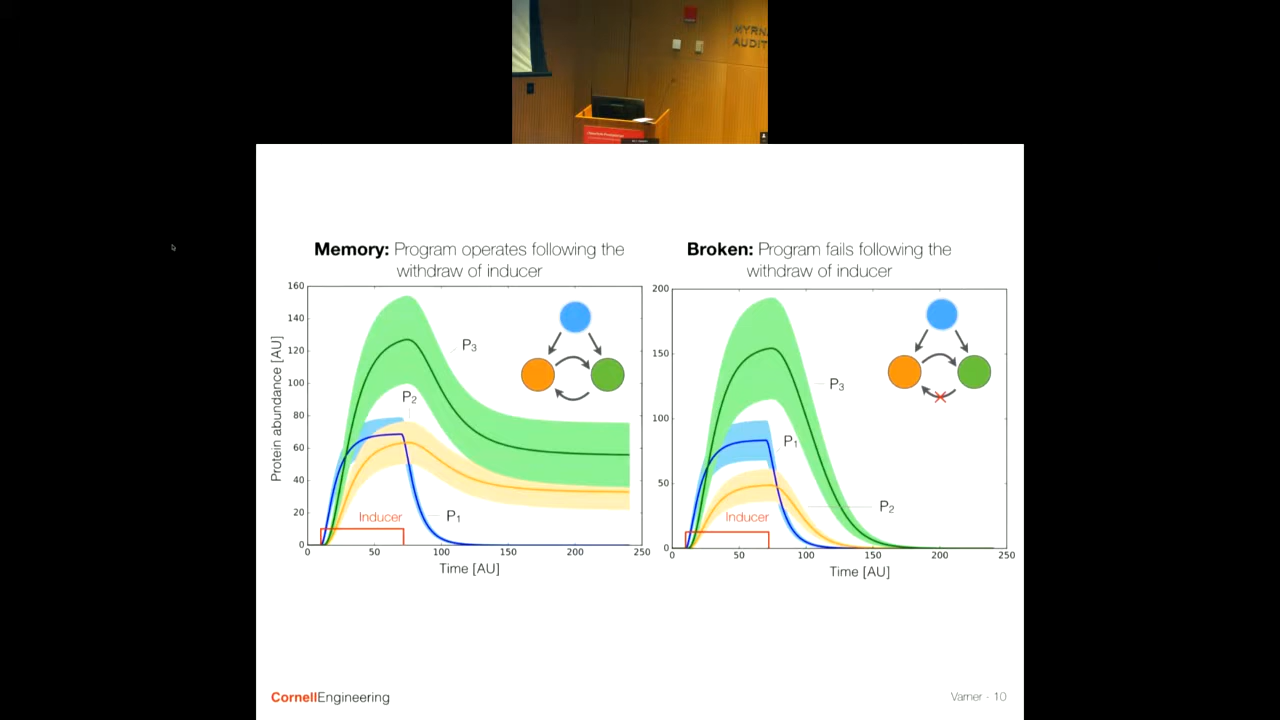 MYRN
AUDIT
Memory: Program operates following the
withdraw of inducer
Protein abundance [AU]
160
140
120
100
80
60
40
20
0
P3
P2
P1
Inducer
0
50
100
150
200
250
Time [AU]
Broken: Program fails following the
withdraw of inducer
200
150
100
50
0
P3
P1
P2
Inducer
0
50
100
150
200
250
Time [AU]
CornellEngineering
Varner - 10